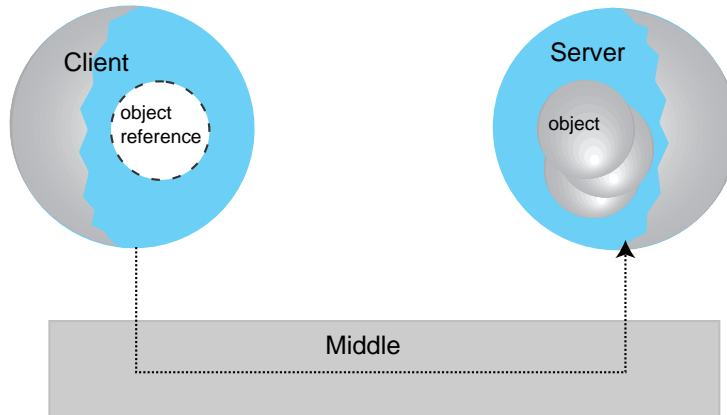 Client
object
reference
Server
object
Middle